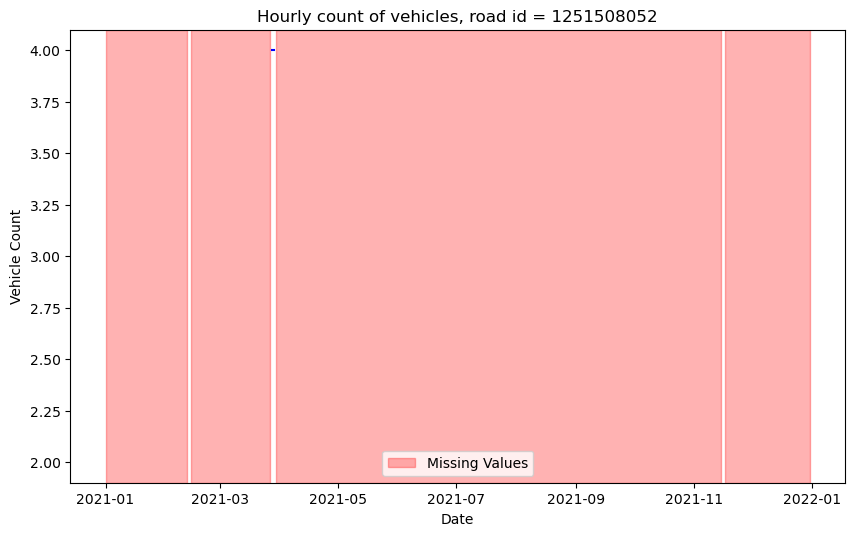 Hourly count of vehicles, road id = 1251508052
4.00
3.75
3.50
3.25
3.00
2.75
2.50
2.25
2.00
Vehicle Count
Missing Values
2021-01 2021-03 2021-05 2021-07 2021-09 2021-11 2022-01
Date